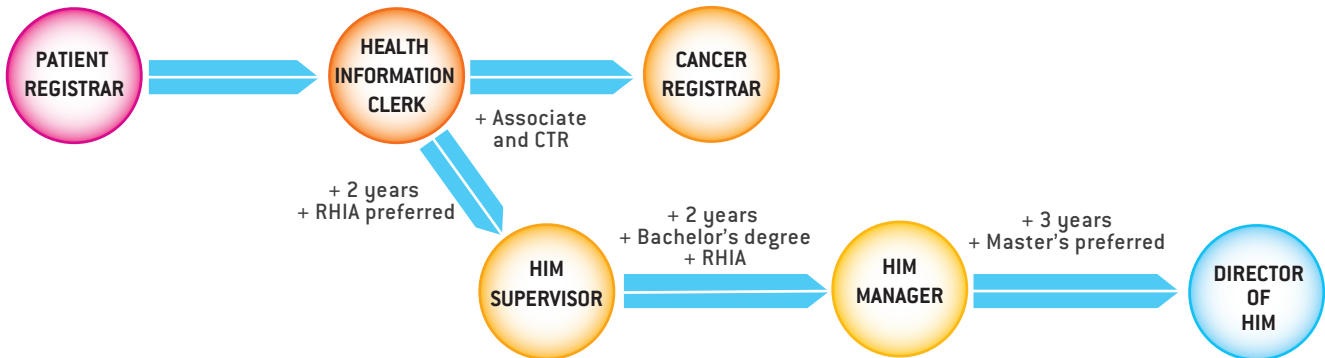 PATIENT
REGISTRAR
HEALTH
INFORMATION
CLERK
+ Associate
and CTR
CANCER
REGISTRAR
+ 2 years
+ RHIA preferred
HIM
SUPERVISOR
+ 2 years
+ Bachelor's degree
+ RHIA
HIM
MANAGER
+ 3 years
+ Master's preferred
DIRECTOR
OF
HIM